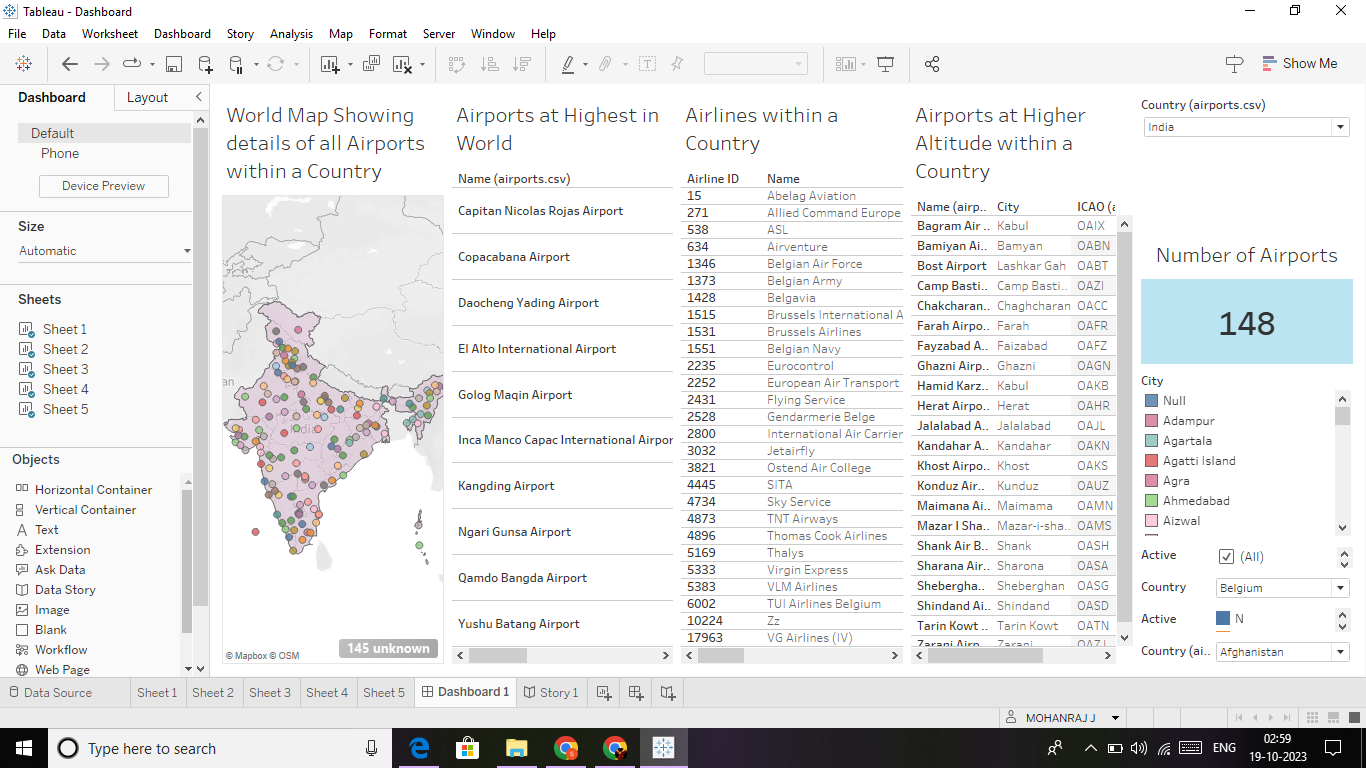 Tableau - Dashboard
File Data Worksheet Dashboard Story Analysis Map Format Server Window Help
Show Me
Dashboard Layout
Default
Phone
Device Preview
Size
Automatic
Sheets
Sheet 1
Sheet 2
Sheet 3
Sheet 4
Sheet 5
Objects
Horizontal Container
Vertical Container
Text
Extension
Ask Data
Data Story
Image
Blank
Workflow
Web Page
World Map Showing
details of all Airports
within a Country
India
145 unknown
© Mapbox © OSM
Airports at Highest in
World
Name (airports.csv)
Capitan Nicolas Rojas Airport
Copacabana Airport
Daocheng Yading Airport
El Alto International Airport
Golog Maqin Airport
Inca Manco Capac International Airpor
Kangding Airport
Ngari Gunsa Airport
Qamdo Bangda Airport
Yushu Batang Airport
Airlines within a
Country
Airline ID Name
15 Abelag Aviation
271 Allied Command Europe
538 ASL
634 Airventure
1346 Belgian Air Force
1373 Belgian Army
1428 Belgavia
1515 Brussels International A
1531 Brussels Airlines
1551 Belgian Navy
2235 Eurocontrol
2252 European Air Transport
2431 Flying Service
2528 Gendarmerie Belge
2800 International Air Carrier
3032 Jetairfly
3821 Ostend Air College
4445 SITA
4734 Sky Service
4873 TNT Airways
4896 Thomas Cook Airlines
5169 Thalys
5333 Virgin Express
5383 VLM Airlines
6002 TUI Airlines Belgium
10224 Zz
17963 VG Airlines (IV)
Airports at Higher
Altitude within a
Country
Name (airp.. City ICAO (a
Bagram Air .. Kabul OAIX
Bamiyan Ai.. Bamyan OABN
Bost Airport Lashkar Gah OABT
Camp Basti.. Camp Basti.. OAZI
Chakcharan.. Chaghcharan OACC
Farah Airpo.. Farah OAFR
Fayzabad A.. Faizabad OAFZ
Ghazni Airp.. Ghazni OAGN
Hamid Karz.. Kabul OAKB
Herat Airpo.. Herat OAHR
Jalalabad A.. Jalalabad OAJL
Kandahar A.. Kandahar OAKN
Khost Airpo.. Khost OAKS
Konduz Air.. Kunduz OAUZ
Maimana Ai.. Maimama OAMN
Mazar I Sha.. Mazar-i-sha.. OAMS
Shank Air B.. Shank OASH
Sharana Air.. Sharona OASA
Shebergha.. Sheberghan OASG
Shindand Ai.. Shindand OASD
Tarin Kowt .. Tarin Kowt OATN
Zaranj Airp.. Zaranj OAZJ
Country (airports.csv)
India
Number of Airports
148
City
Null
Adampur
Agartala
Agatti Island
Agra
Ahmedabad
Aizwal
Active (All)
Country Belgium
Active N
Country (ai.. Afghanistan
Data Source Sheet 1 Sheet 2 Sheet 3 Sheet 4 Sheet 5 Dashboard 1 Story 1
MOHANRAJ J
Type here to search
ENG
02:59
19-10-2023